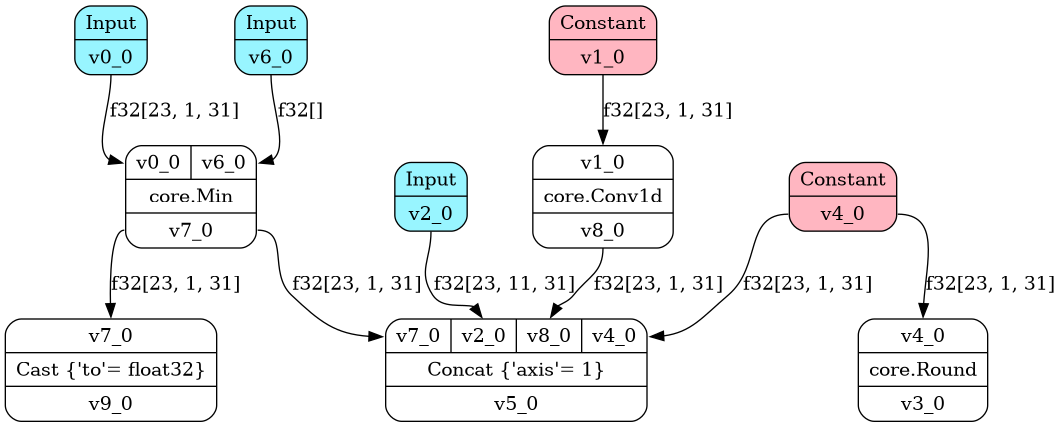 Input
v0_0
Input
v6_0
Constant
v1_0
f32[23, 1, 31]
f32[]
f32[23, 1, 31]
v0_0 v6_0
core.Min
v7_0
Input
v2_0
v1_0
core.Conv1d
v8_0
Constant
v4_0
f32[23, 1, 31]
f32[23, 1, 31]
f32[23, 11, 31]
f32[23, 1, 31]
f32[23, 1, 31]
f32[23, 1, 31]
v7_0
Cast {'to'= float32}
v9_0
v7_0 v2_0 v8_0 v4_0
Concat {'axis'= 1}
v5_0
v4_0
core.Round
v3_0